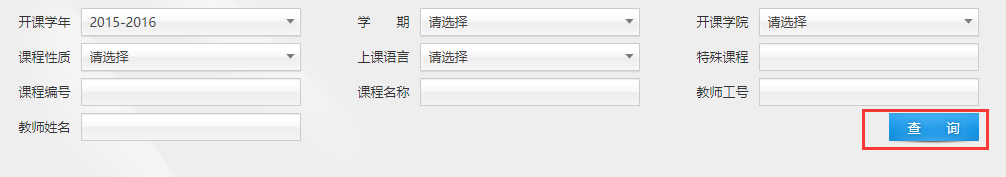 开课学年 2015-2016 学 期 请选择 开课学院 请选择
课程性质 请选择 上课语言 请选择 特殊课程
课程编号 课程名称 教师工号
教师姓名 查 询